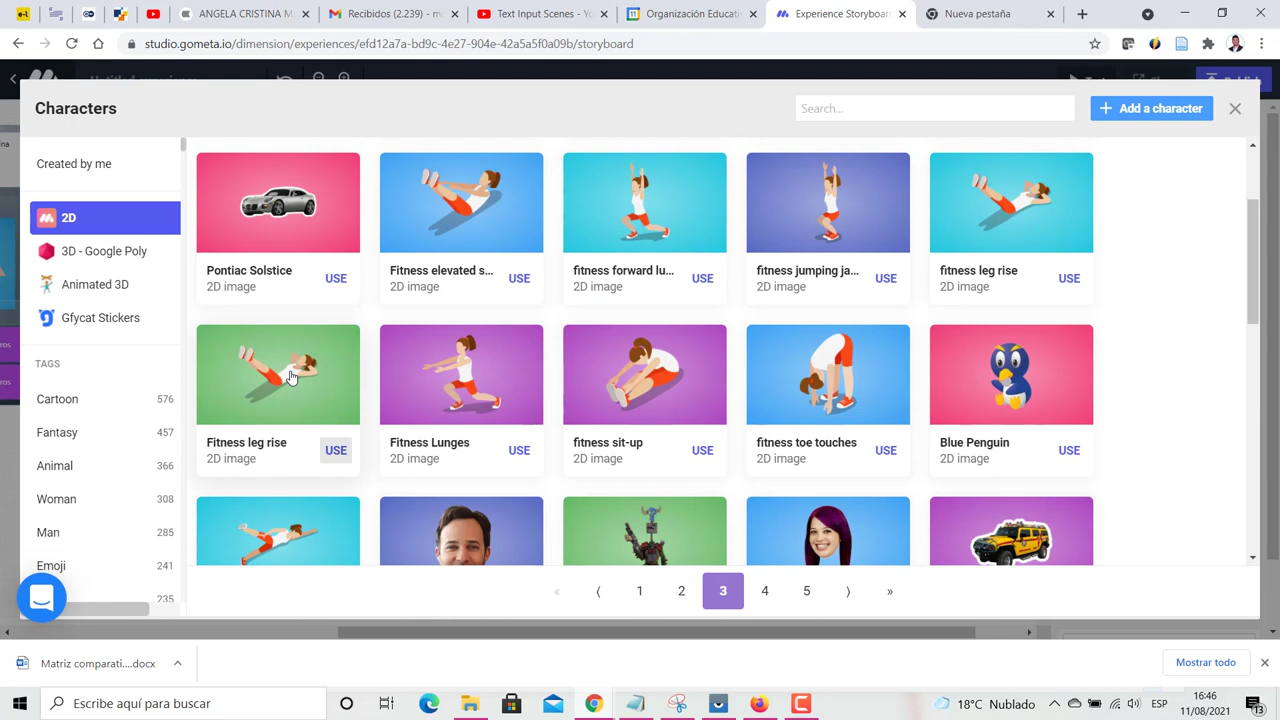 ANGELA CRISTINA M
Recibidos (2.239) - m
Text Input Scenes - Yo
Organización Educati
Experience Storyboar
Nueva pestaña
studio.gometa.io/dimension/experiences/efd12a7a-bd9c-4e27-904e-42a5a5f0a09b/storyboard
Untitled experience
Publish
Characters
Search...
+ Add a character
Created by me
2D
3D - Google Poly
Animated 3D
Gfycat Stickers
TAGS
Cartoon 576
Fantasy 457
Animal 366
Woman 308
Man 285
Emoji 241
235
Pontiac Solstice
2D image
USE
Fitness elevated s...
2D image
USE
fitness forward lu...
2D image
USE
fitness jumping ja...
2D image
USE
fitness leg rise
2D image
USE
Fitness leg rise
2D image
USE
Fitness Lunges
2D image
USE
fitness sit-up
2D image
USE
fitness toe touches
2D image
USE
Blue Penguin
2D image
USE
« ⟨ 1 2 3 4 5 ⟩ »
Matriz comparati....docx
Mostrar todo
Escribe aquí para buscar
18°C Nublado
ESP
16:46
11/08/2021
13